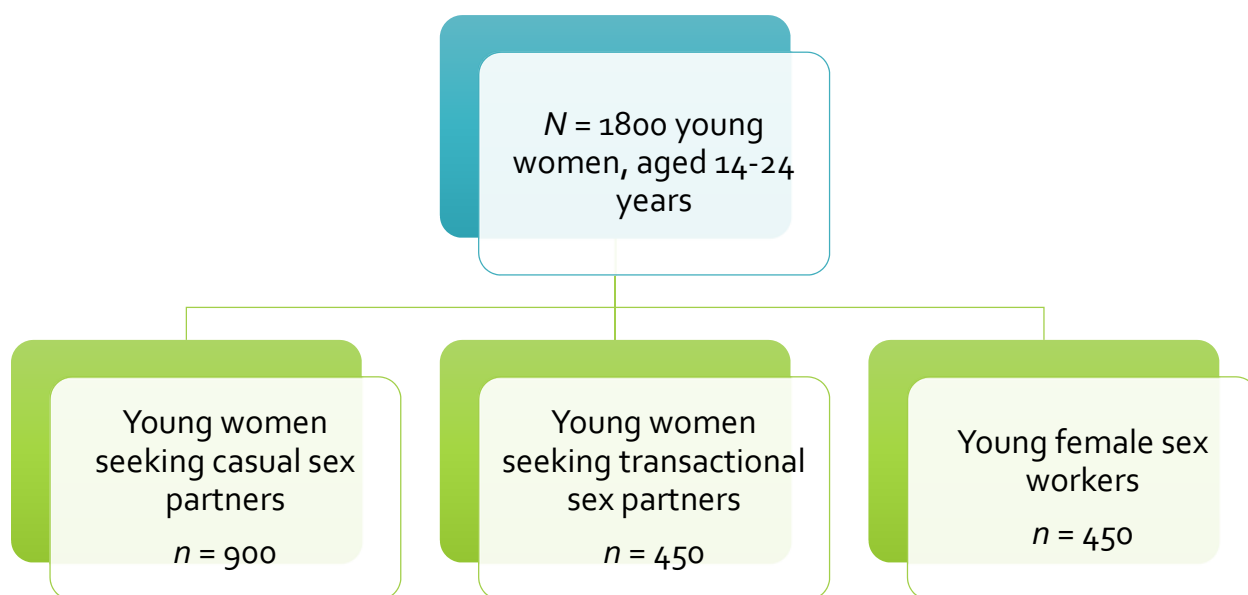 N = 1800 young
women, aged 14-24
years
Young women
seeking casual sex
partners
n = 900
Young women
seeking transactional
sex partners
n = 450
Young female sex
workers
n = 450